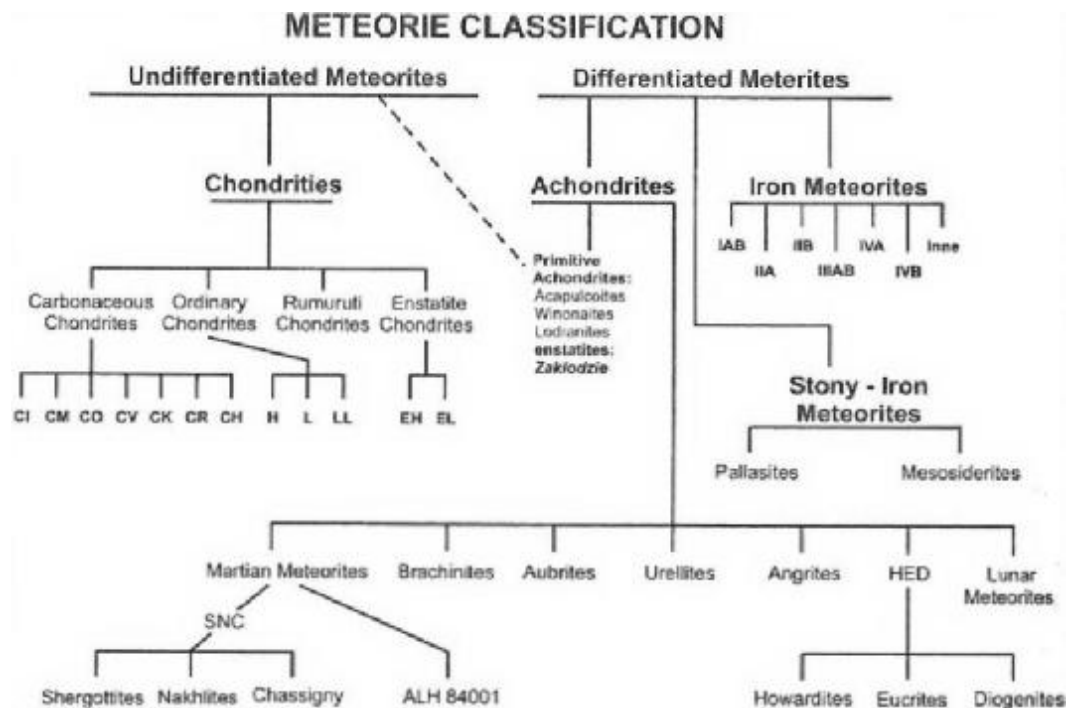 METEORIE CLASSIFICATION
Undifferentiated Meteorites
Differentiated Meterites
Chondrities
Achondrites
Iron Meteorites
IAB
IIB
IVA
Inne
IIA
IIIAB
IVB
Primitive
Achondrites:
Acapulcoites
Winonaites
Lodranites
enstatites:
Zaklodzie
Carbonaceous
Chondrites
Ordinary
Chondrites
Rumuruti
Chondrites
Enstatite
Chondrites
CI CM CO CV CK CR CH
H L LL
EH EL
Stony - Iron
Meteorites
Pallasites
Mesosiderites
Martian Meteorites
Brachinites
Aubrites
Urellites
Angrites
HED
Lunar
Meteorites
SNC
Shergottites
Nakhlites
Chassigny
ALH 84001
Howardites
Eucrites
Diogenites